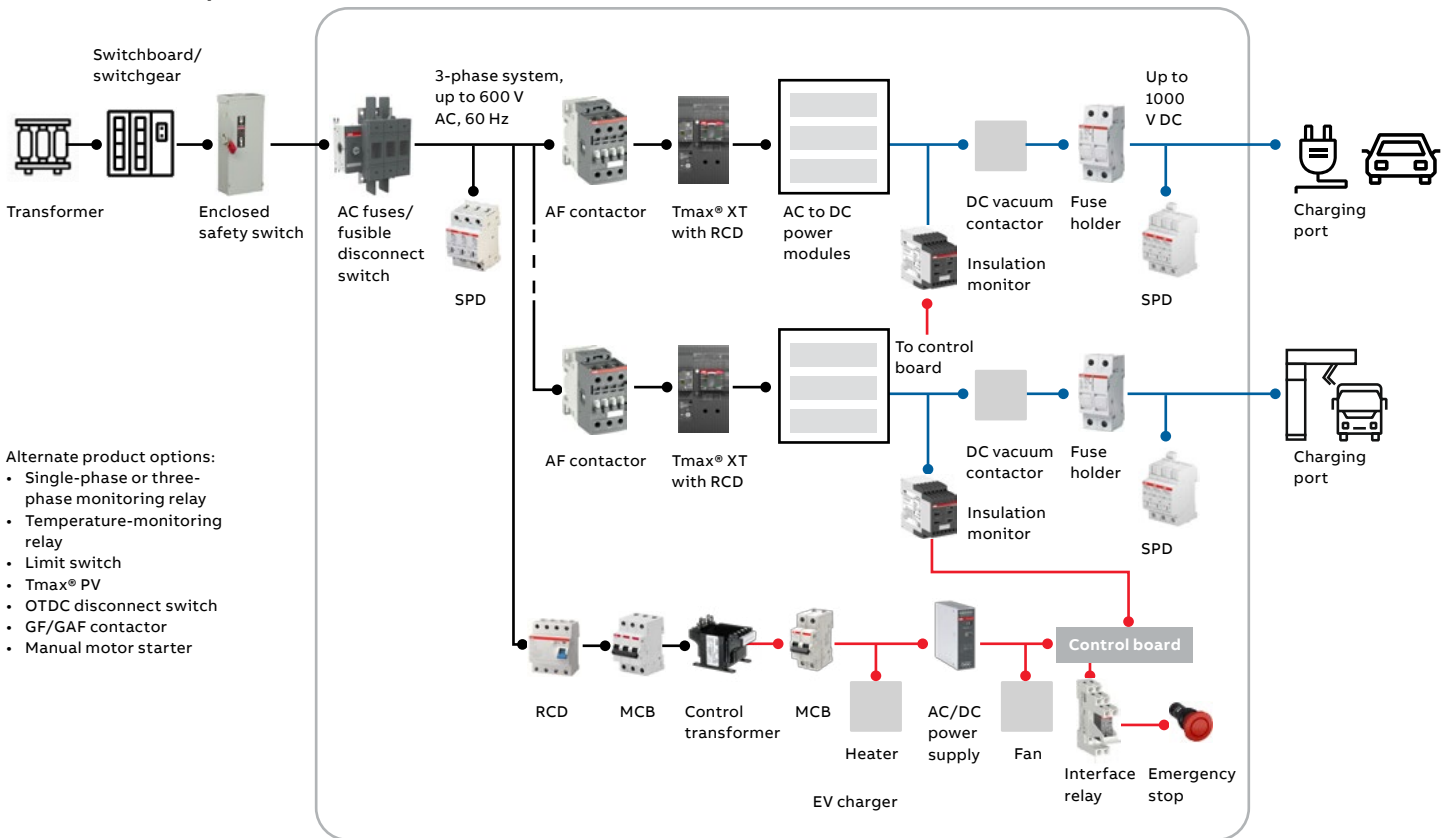 Switchboard/
switchgear
3-phase system,
up to 600 V
AC, 60 Hz
Up to
1000
V DC
Transformer
Enclosed
safety switch
AC fuses/
fusible
disconnect
switch
SPD
AF contactor
Tmax® XT
with RCD
AC to DC
power
modules
DC vacuum
contactor
Fuse
holder
Insulation
monitor
SPD
Charging
port
To control
board
AF contactor
Tmax® XT
with RCD
DC vacuum
contactor
Fuse
holder
Insulation
monitor
SPD
Charging
port
Alternate product options:
• Single-phase or three-
phase monitoring relay
• Temperature-monitoring
relay
• Limit switch
• Tmax® PV
• OTDC disconnect switch
• GF/GAF contactor
• Manual motor starter
Control board
RCD
MCB
Control
transformer
MCB
Heater
AC/DC
power
supply
Fan
Interface
relay
Emergency
stop
EV charger